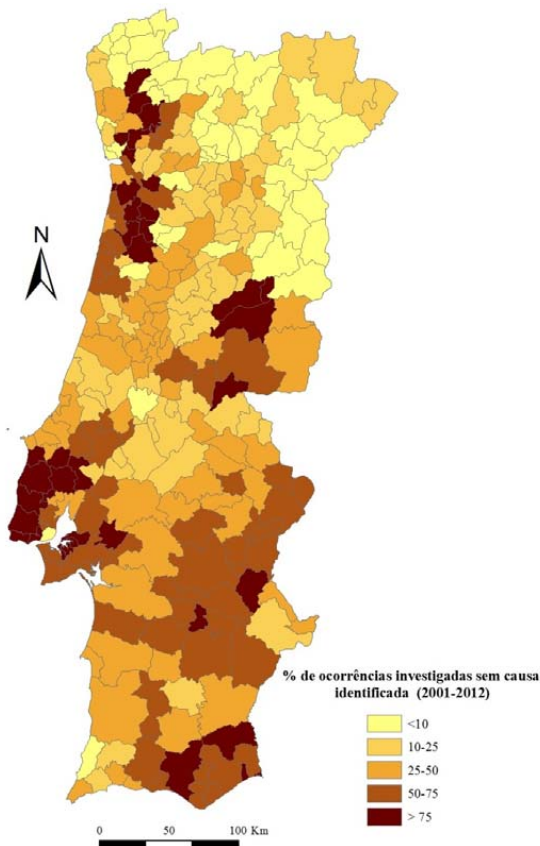 N
% de ocorrências investigadas sem causa
identificada (2001-2012)
<10
10-25
25-50
50-75
> 75
0 50 100 Km